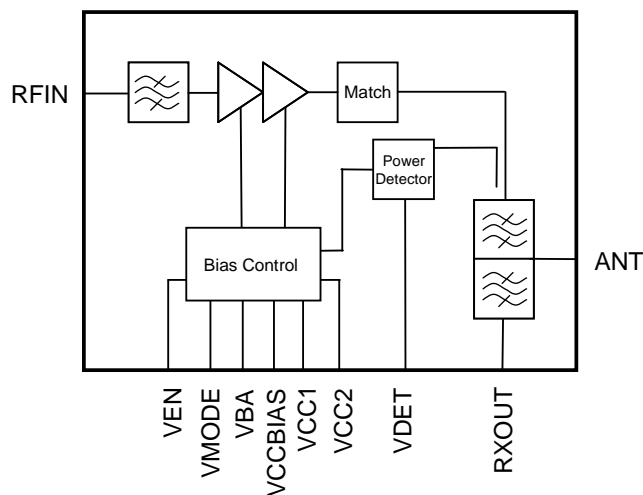 RFIN
Match
Power
Detector
Bias Control
ANT
VEN
VMODE
VBA
VCCBIAS
VCC1
VCC2
VDET
RXOUT